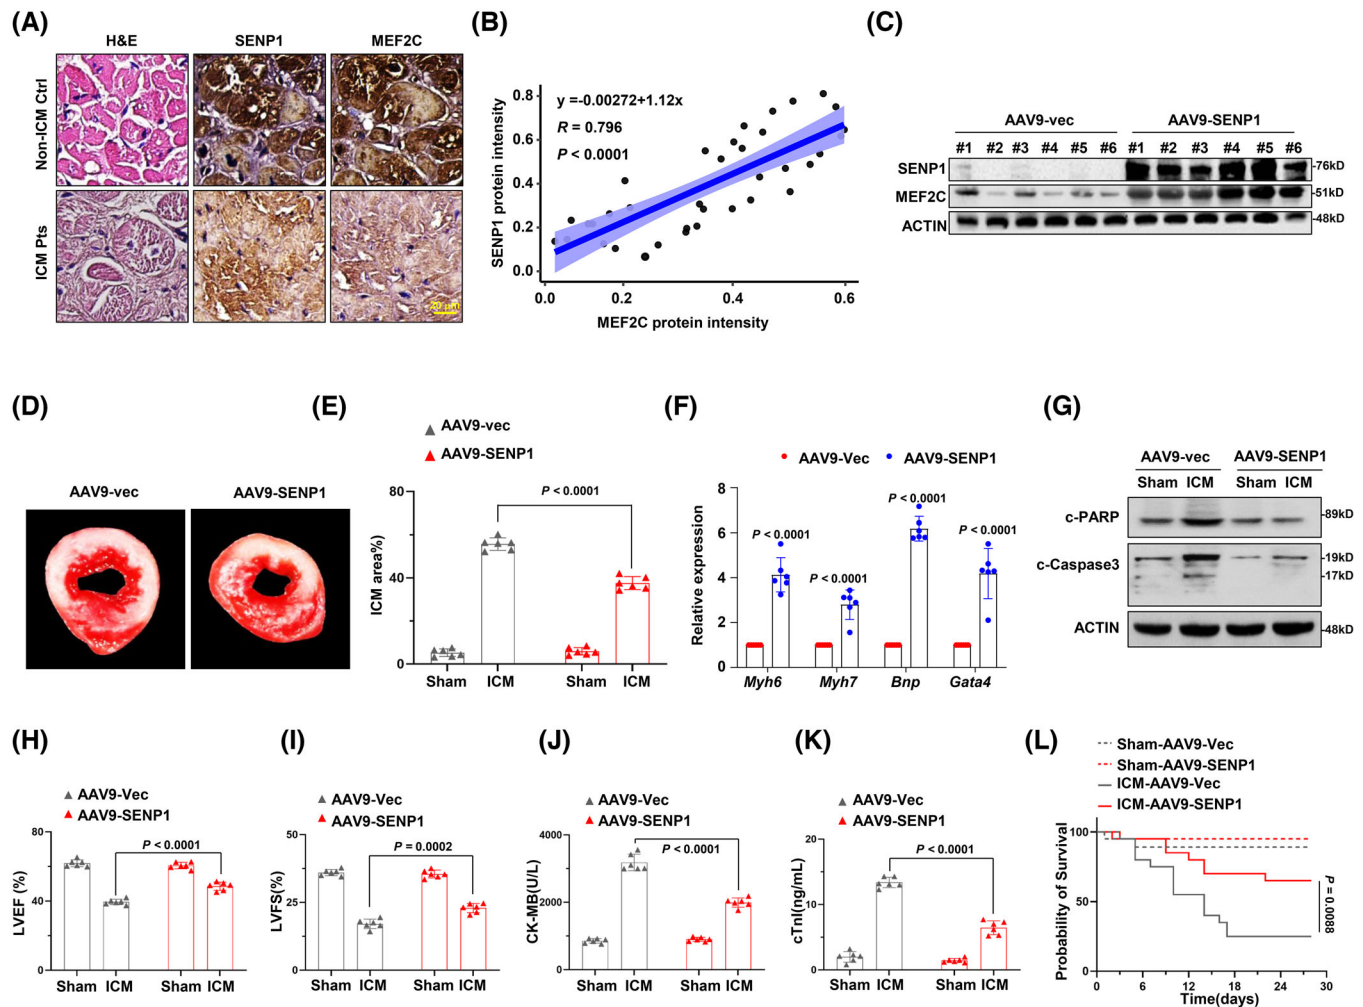 (A)
H&E SENP1 MEF2C
Non-ICM Ctrl
ICM Pts
20 μm
(B)
y =-0.00272+1.12x
R = 0.796
P < 0.0001
SENP1 protein intensity
0.8
0.6
0.4
0.2
0.0
0.0 0.2 0.4 0.6
MEF2C protein intensity
(C)
AAV9-vec AAV9-SENP1
#1 #2 #3 #4 #5 #6 #1 #2 #3 #4 #5 #6
SENP1 -76kD
MEF2C -51kD
ACTIN -48kD
(D)
AAV9-vec AAV9-SENP1
(E)
AAV9-vec
AAV9-SENP1
P < 0.0001
ICM area%)
80
40
0
Sham ICM Sham ICM
(F)
AAV9-Vec AAV9-SENP1
P < 0.0001
P < 0.0001
P < 0.0001
P < 0.0001
Relative expression
8
6
4
2
0
Myh6 Myh7 Bnp Gata4
(G)
AAV9-vec AAV9-SENP1
Sham ICM Sham ICM
c-PARP -89kD
c-Caspase3 -19kD
-17kD
ACTIN -48kD
(H)
AAV9-Vec
AAV9-SENP1
P < 0.0001
LVEF (%)
80
40
0
Sham ICM Sham ICM
(I)
AAV9-Vec
AAV9-SENP1
P = 0.0002
LVFS(%)
50
25
0
Sham ICM Sham ICM
(J)
AAV9-Vec
AAV9-SENP1
P < 0.0001
CK-MB(U/L)
4000
2000
0
Sham ICM Sham ICM
(K)
AAV9-Vec
AAV9-SENP1
P < 0.0001
cTnI(ng/mL)
20
10
0
Sham ICM Sham ICM
(L)
Sham-AAV9-Vec
Sham-AAV9-SENP1
ICM-AAV9-Vec
ICM-AAV9-SENP1
Probability of Survival
100
50
0
P = 0.0088
0 6 12 18 24 30
Time(days)